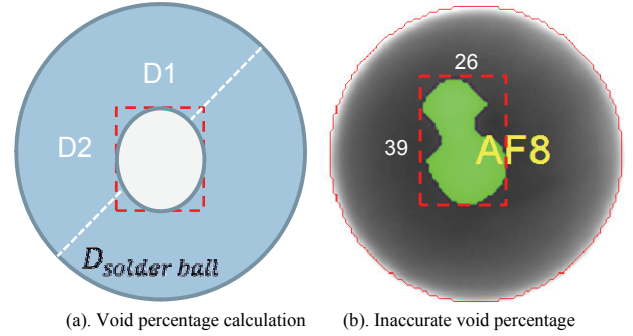 D1
D2
D_solder ball
26
39
AF8
(a). Void percentage calculation
(b). Inaccurate void percentage